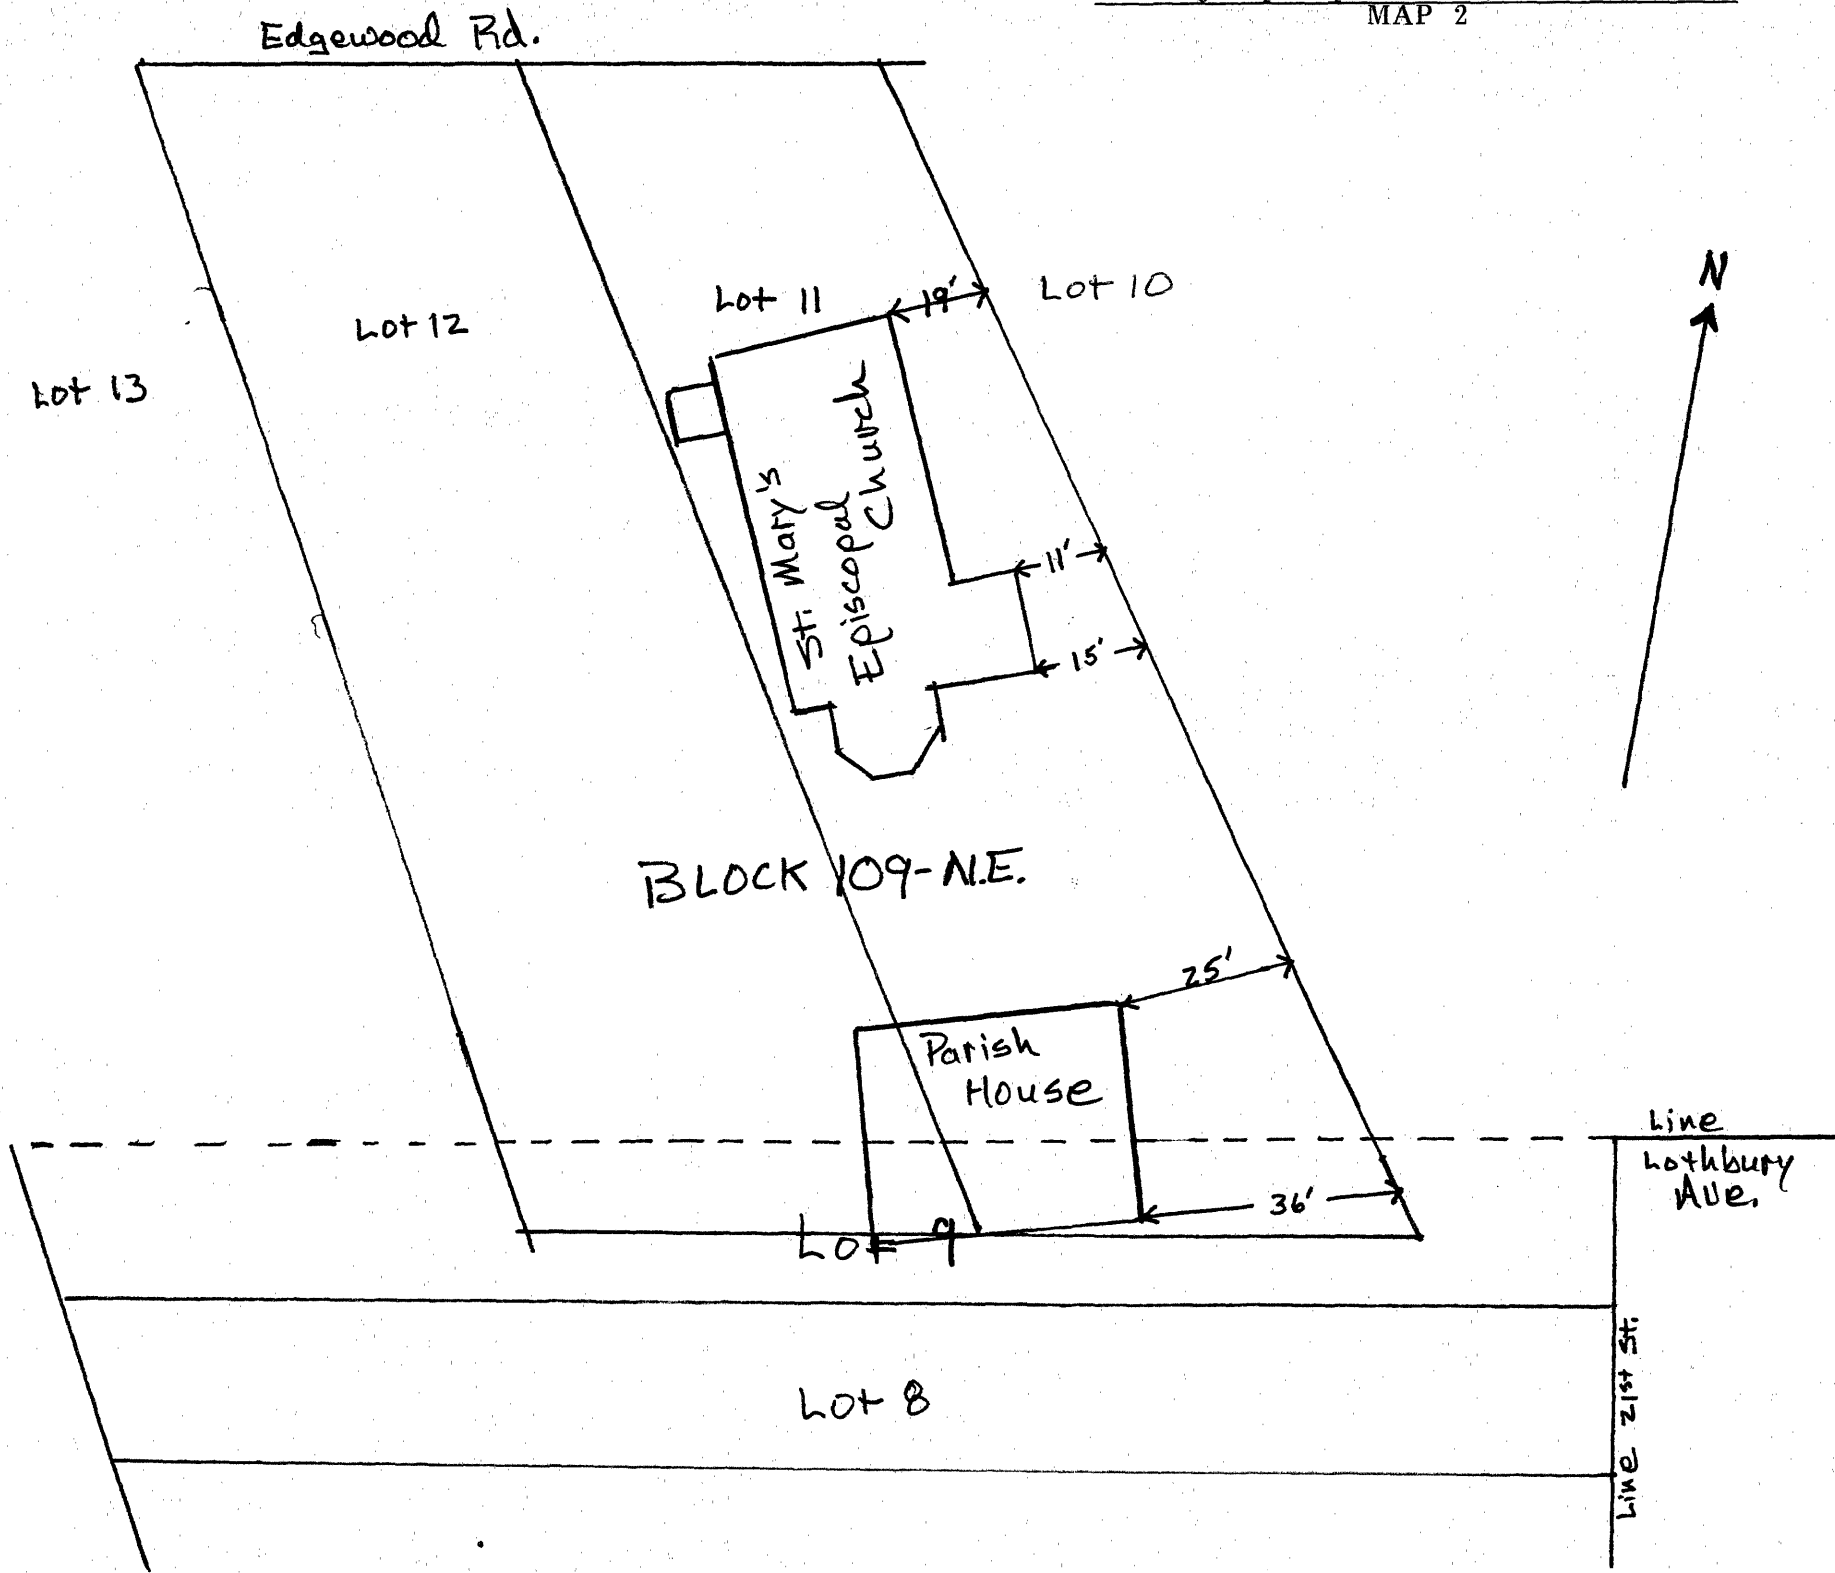 MAP 2
Edgewood Rd.
N
Lot 11
19'
Lot 10
Lot 12
Lot 13
St. Mary's
Episcopal
Church
11'
15'
BLOCK 109-N.E.
25'
Parish
House
Line
Lothbury
Ave.
36'
Lot 9
Lot 8
Line 21st St.